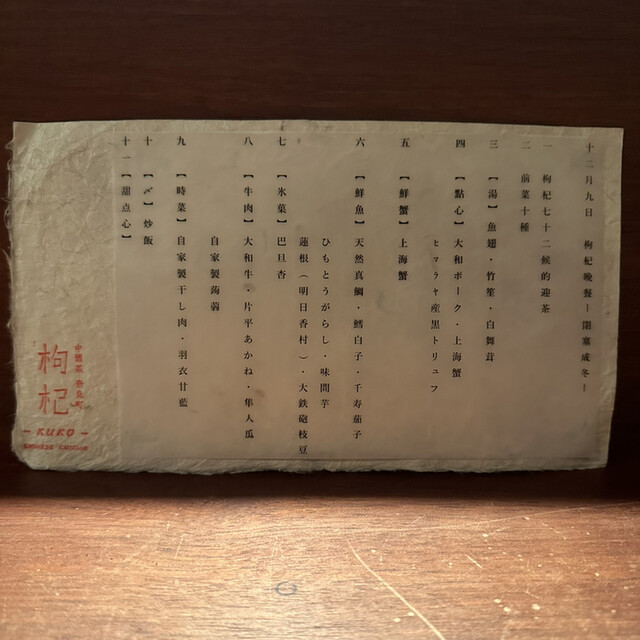 十二月九日　枸杞晩餐ー閉塞成冬ー
一　枸杞七十二候的迎茶
二　前菜十種
三　【湯】魚翅・竹笙・白舞茸
四　【點心】大和ポーク・上海蟹
ヒマラヤ産黒トリュフ
五　【鮮蟹】上海蟹
六　【鮮魚】天然真鯛・鱈白子・千寿茄子
ひもとうがらし・味間芋
蓮根（明日香村）・大鉄砲枝豆
七　【氷菓】巴旦杏
八　【牛肉】大和牛・片平あかね・隼人瓜
自家製蒟蒻
九　【時菜】自家製干し肉・羽衣甘藍
十　【〆】炒飯
十一【甜点心】
中國菜 奈良町
枸杞
- KUKO -
CHINESE CUISINE